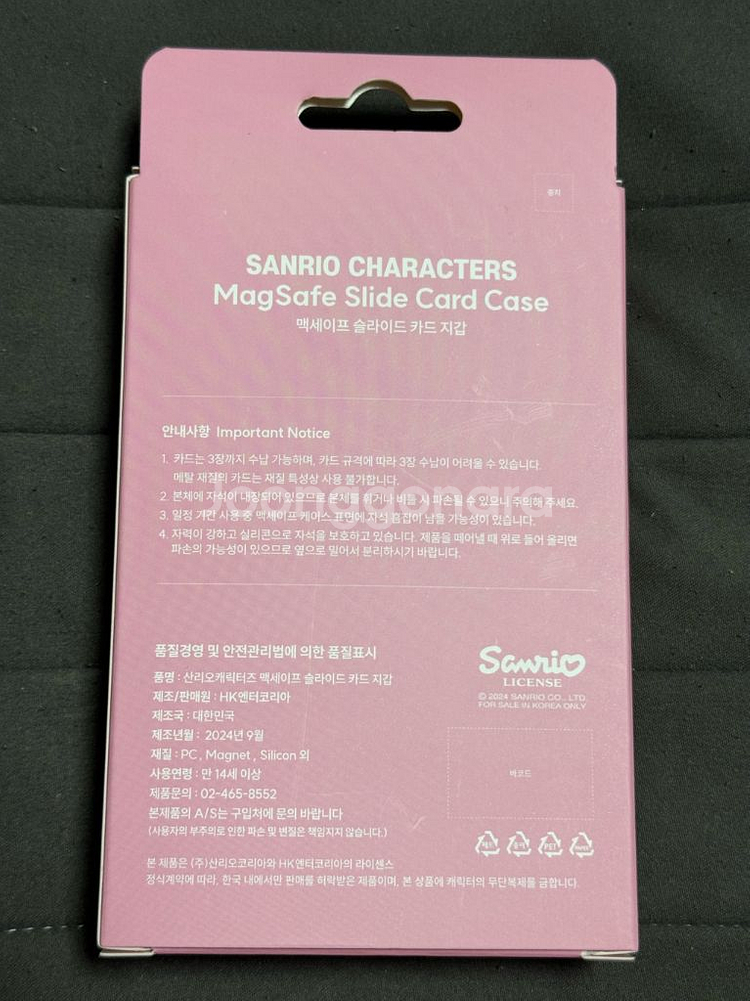 증지
SANRIO CHARACTERS
MagSafe Slide Card Case
맥세이프 슬라이드 카드 지갑
안내사항 Important Notice
1. 카드는 3장까지 수납 가능하며, 카드 규격에 따라 3장 수납이 어려울 수 있습니다.
메탈 재질의 카드는 재질 특성상 사용 불가합니다.
2. 본체에 자석이 내장되어 있으므로 본체를 휘거나 비틀 시 파손될 수 있으니 주의해 주세요.
3. 일정 기간 사용 중 맥세이프 케이스 표면에 자석 흠집이 남을 가능성이 있습니다.
4. 자력이 강하고 실리콘으로 자석을 보호하고 있습니다. 제품을 떼어낼 때 위로 들어 올리면
파손의 가능성이 있으므로 옆으로 밀어서 분리하시기 바랍니다.
joonggonara
품질경영 및 안전관리법에 의한 품질표시
품명 : 산리오캐릭터즈 맥세이프 슬라이드 카드 지갑
제조/판매원 : HK엔터코리아
제조국 : 대한민국
제조년월 : 2024년 9월
재질 : PC , Magnet , Silicon 외
사용연령 : 만 14세 이상
제품문의 : 02-465-8552
본제품의 A/S는 구입처에 문의 바랍니다
(사용자의 부주의로 인한 파손 및 변질은 책임지지 않습니다.)
Sanrio
LICENSE
© 2024 SANRIO CO., LTD.
FOR SALE IN KOREA ONLY
바코드
PET
본 제품은 (주)산리오코리아와 HK엔터코리아의 라이센스
정식계약에 따라, 한국 내에서만 판매를 허락받은 제품이며, 본 상품에 캐릭터의 무단복제를 금합니다.